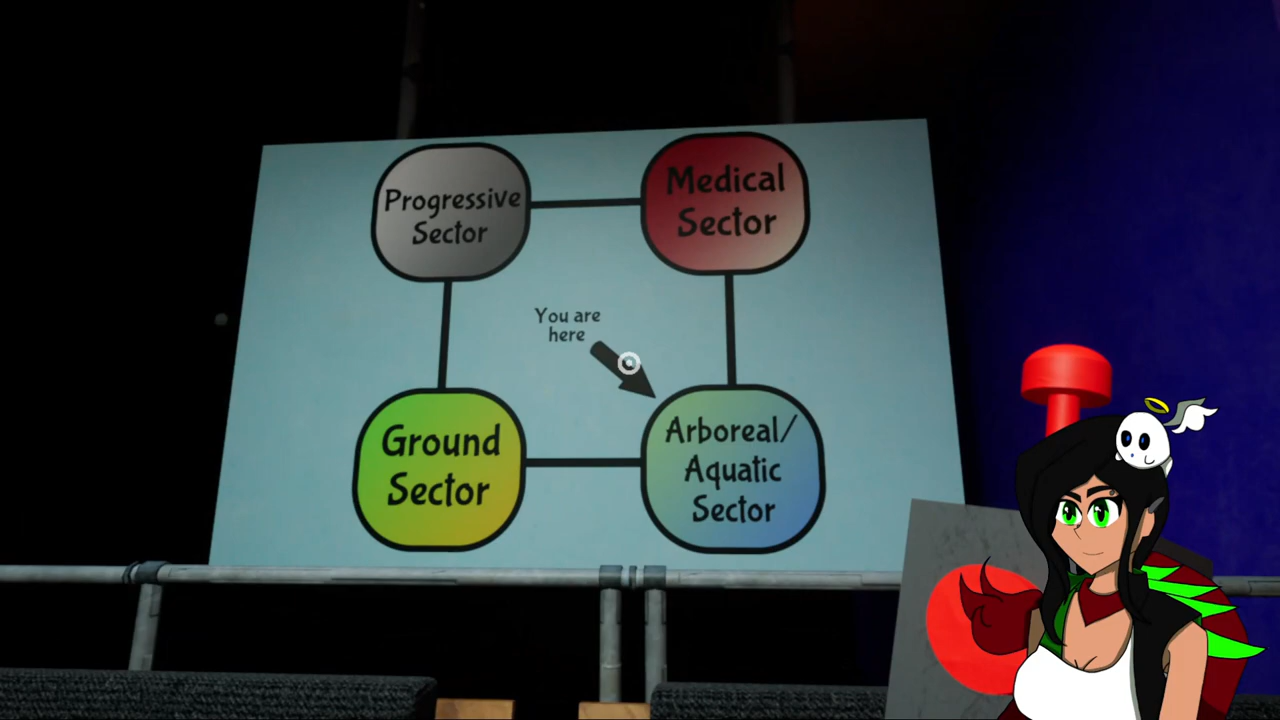 Progressive
Sector
Medical
Sector
You are
here
Ground
Sector
Arboreal/
Aquatic
Sector